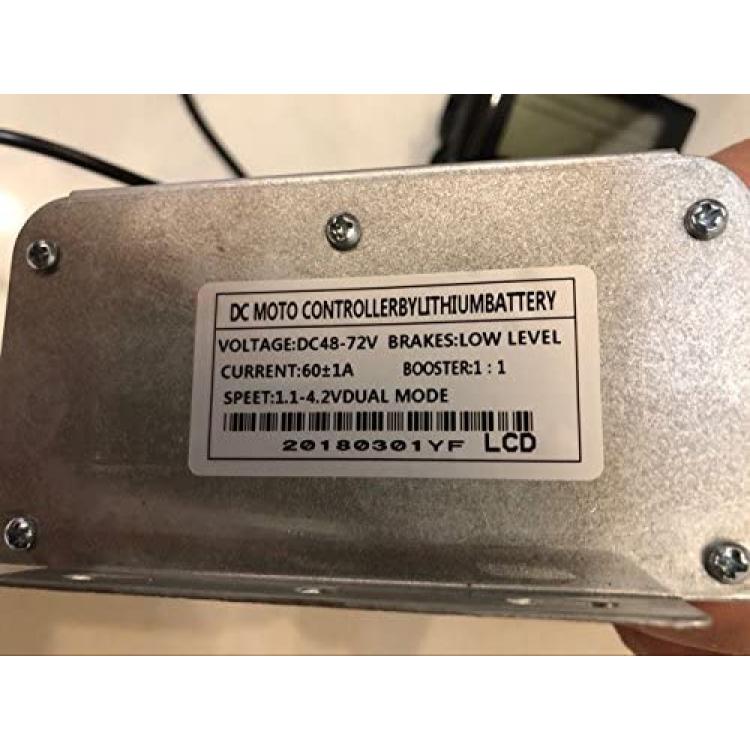 DC MOTO CONTROLLERBYLITHIUMBATTERY
VOLTAGE:DC48-72V BRAKES:LOW LEVEL
CURRENT:60±1A BOOSTER:1 : 1
SPEET:1.1-4.2VDUAL MODE
20180301YF LCD